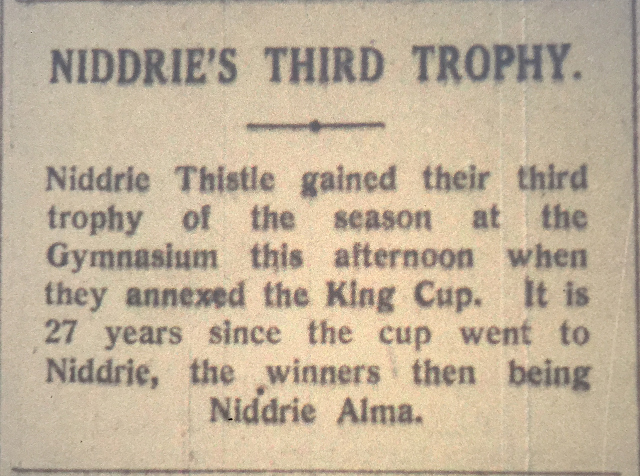 NIDDRIE'S THIRD TROPHY.
Niddrie Thistle gained their third
trophy of the season at the
Gymnasium this afternoon when
they annexed the King Cup. It is
27 years since the cup went to
Niddrie, the winners then being
Niddrie Alma.